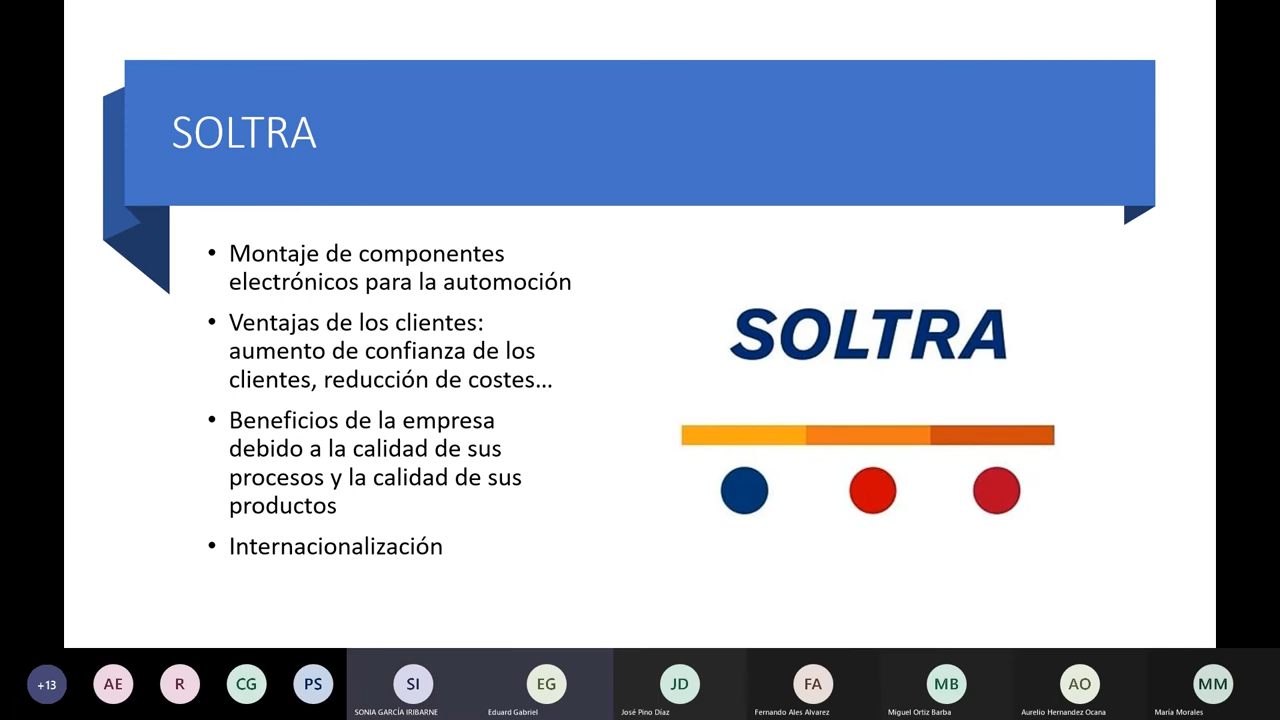 SOLTRA
• Montaje de componentes
electrónicos para la automoción
• Ventajas de los clientes:
aumento de confianza de los
clientes, reducción de costes...
• Beneficios de la empresa
debido a la calidad de sus
procesos y la calidad de sus
productos
• Internacionalización
SOLTRA
+13
AE
R
CG
PS
SI
EG
JD
FA
MB
AO
MM
SONIA GARCÍA IRIBARNE
Eduard Gabriel
José Pino Díaz
Fernando Ales Alvarez
Miguel Ortiz Barba
Aurelio Hernandez Ocana
María Morales